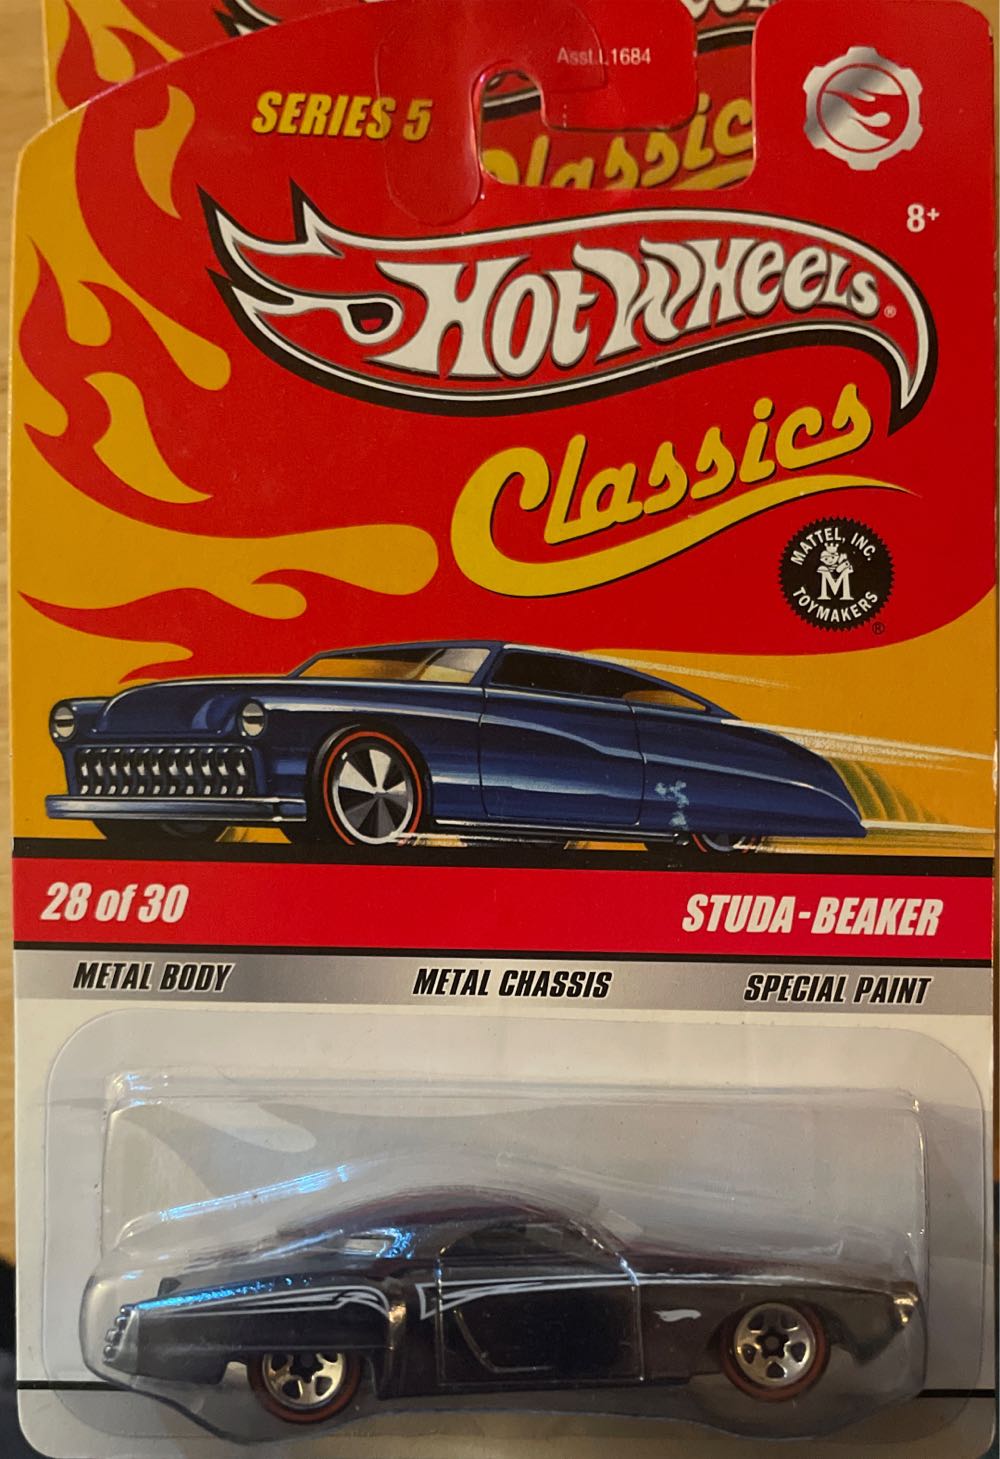 Asst. L1684
SERIES 5
Classic
8+
HOT WHEELS®
Classics
MATTEL, INC.
M
TOYMAKERS
®
28 of 30
STUDA-BEAKER
METAL BODY
METAL CHASSIS
SPECIAL PAINT